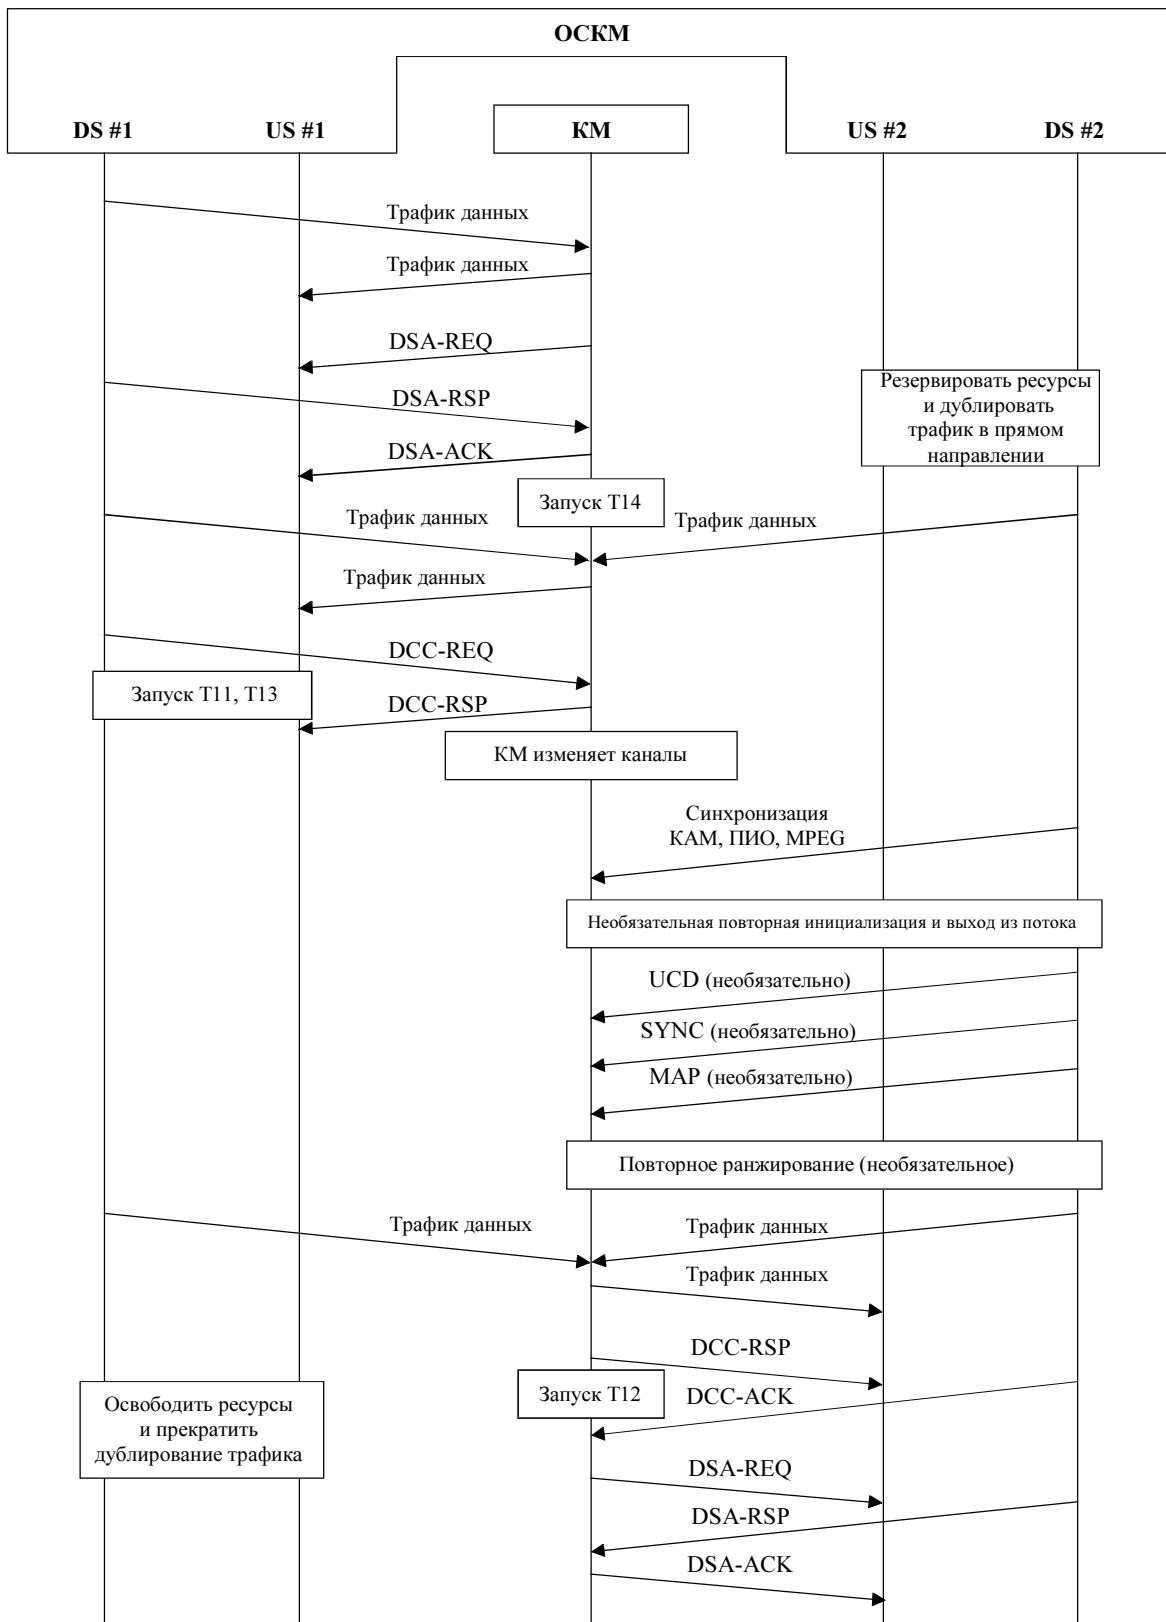 ОСКМ
DS #1
US #1
КМ
US #2
DS #2
Трафик данных
Трафик данных
DSA-REQ
Резервировать ресурсы
и дублировать
трафик в прямом
направлении
DSA-RSP
DSA-ACK
Запуск T14
Трафик данных
Трафик данных
Трафик данных
DCC-REQ
Запуск T11, T13
DCC-RSP
КМ изменяет каналы
Синхронизация
КАМ, ПИО, MPEG
Необязательная повторная инициализация и выход из потока
UCD (необязательно)
SYNC (необязательно)
MAP (необязательно)
Повторное ранжирование (необязательное)
Трафик данных
Трафик данных
Трафик данных
DCC-RSP
Запуск T12
DCC-ACK
Освободить ресурсы
и прекратить
дублирование трафика
DSA-REQ
DSA-RSP
DSA-ACK